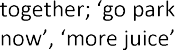 together; ‘go park
now’, ‘more juice’